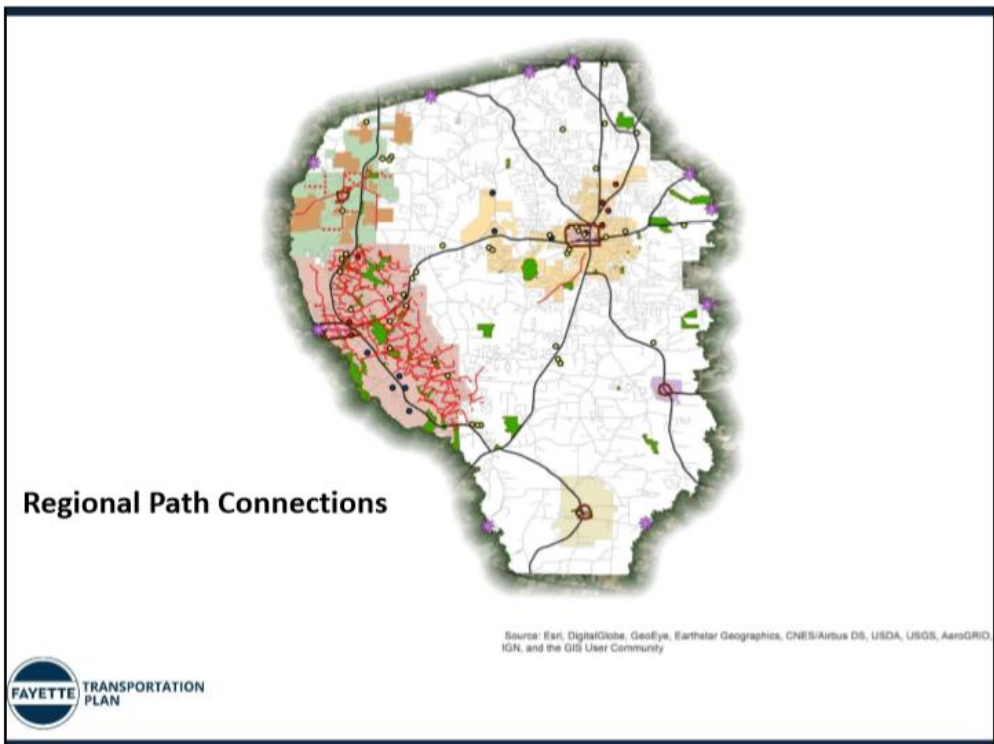 Regional Path Connections
Source: Esri, DigitalGlobe, GeoEye, Earthstar Geographics, CNES/Airbus DS, USDA, USGS, AeroGRID,
IGN, and the GIS User Community
FAYETTE TRANSPORTATION
PLAN